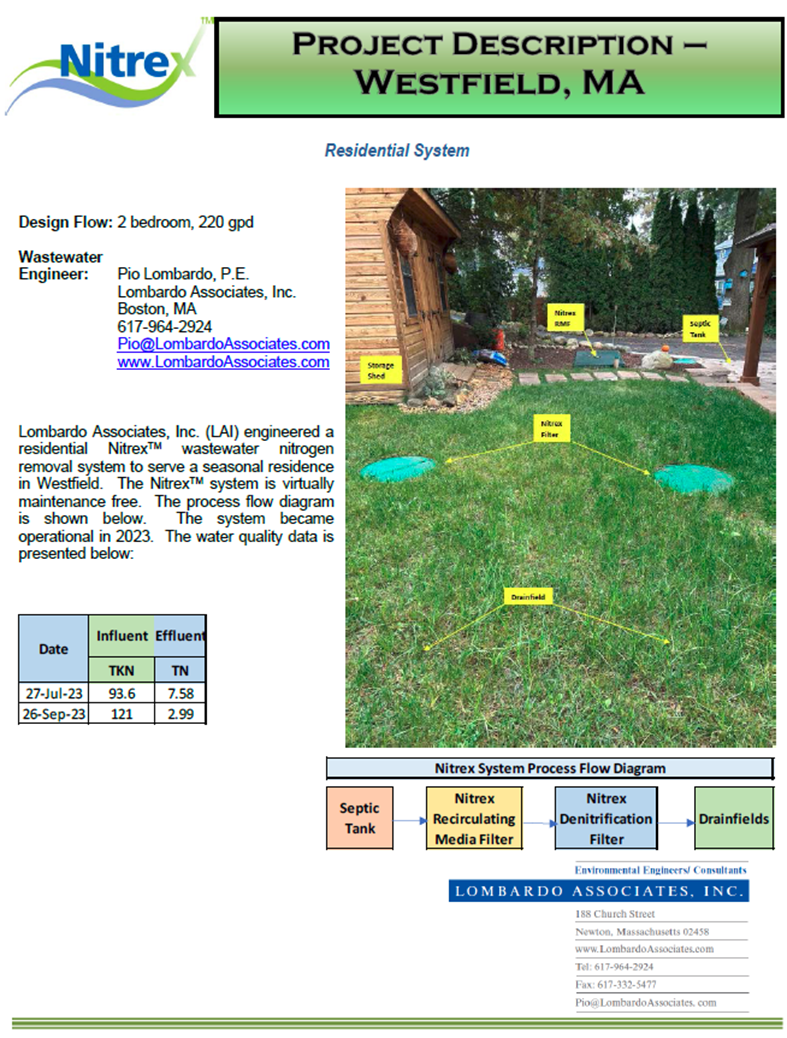 Nitrex™
PROJECT DESCRIPTION –
WESTFIELD, MA
Residential System
Design Flow: 2 bedroom, 220 gpd
Wastewater
Engineer: Pio Lombardo, P.E.
Lombardo Associates, Inc.
Boston, MA
617-964-2924
Pio@LombardoAssociates.com
www.LombardoAssociates.com
Lombardo Associates, Inc. (LAI) engineered a
residential Nitrex™ wastewater nitrogen
removal system to serve a seasonal residence
in Westfield. The Nitrex™ system is virtually
maintenance free. The process flow diagram
is shown below. The system became
operational in 2023. The water quality data is
presented below:
Date Influent Effluent
TKN TN
27-Jul-23 93.6 7.58
26-Sep-23 121 2.99
Nitrex
RMF
Septic
Tank
Storage
Shed
Nitrex
Filter
Drainfield
Nitrex System Process Flow Diagram
Septic
Tank
Nitrex
Recirculating
Media Filter
Nitrex
Denitrification
Filter
Drainfields
Environmental Engineers/ Consultants
LOMBARDO ASSOCIATES, INC.
188 Church Street
Newton, Massachusetts 02458
www.LombardoAssociates.com
Tel: 617-964-2924
Fax: 617-332-5477
Pio@LombardoAssociates. com